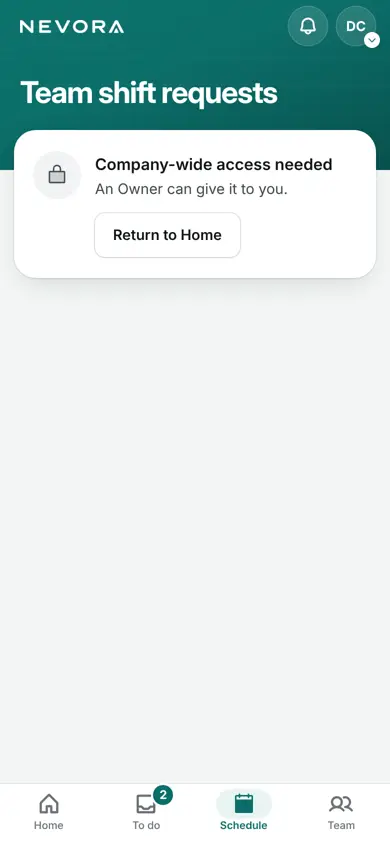 NEVORA
DC
Team shift requests
Company-wide access needed
An Owner can give it to you.
Return to Home
2
Home
To do
Schedule
Team